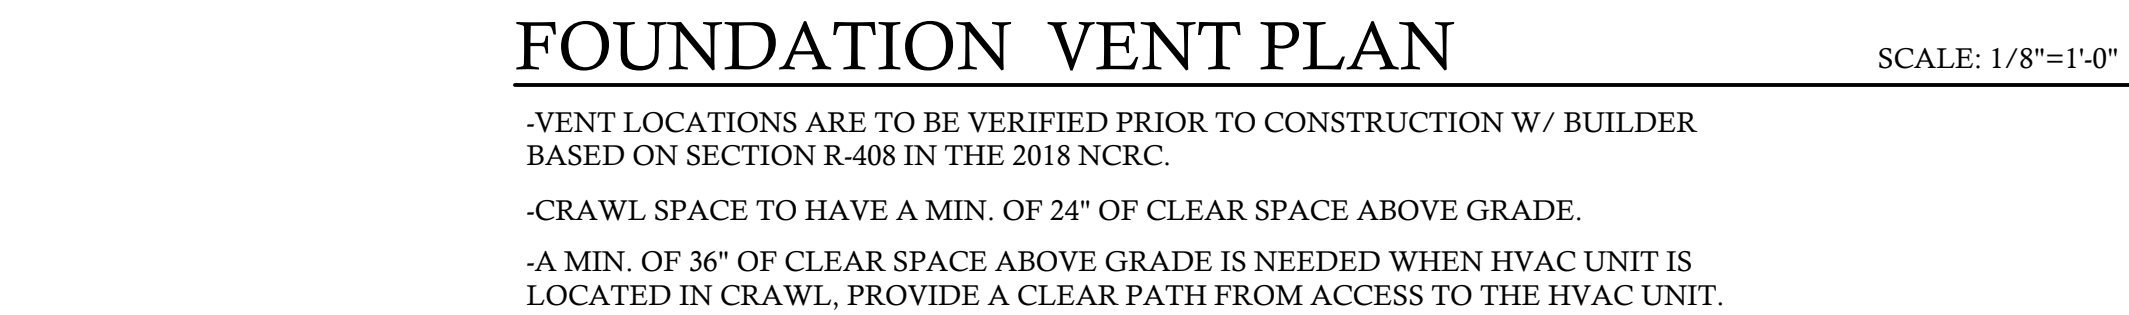 FOUNDATION VENT PLAN
SCALE: 1/8"=1'-0"
-VENT LOCATIONS ARE TO BE VERIFIED PRIOR TO CONSTRUCTION W/ BUILDER
BASED ON SECTION R-408 IN THE 2018 NCRC.
-CRAWL SPACE TO HAVE A MIN. OF 24" OF CLEAR SPACE ABOVE GRADE.
-A MIN. OF 36" OF CLEAR SPACE ABOVE GRADE IS NEEDED WHEN HVAC UNIT IS
LOCATED IN CRAWL, PROVIDE A CLEAR PATH FROM ACCESS TO THE HVAC UNIT.